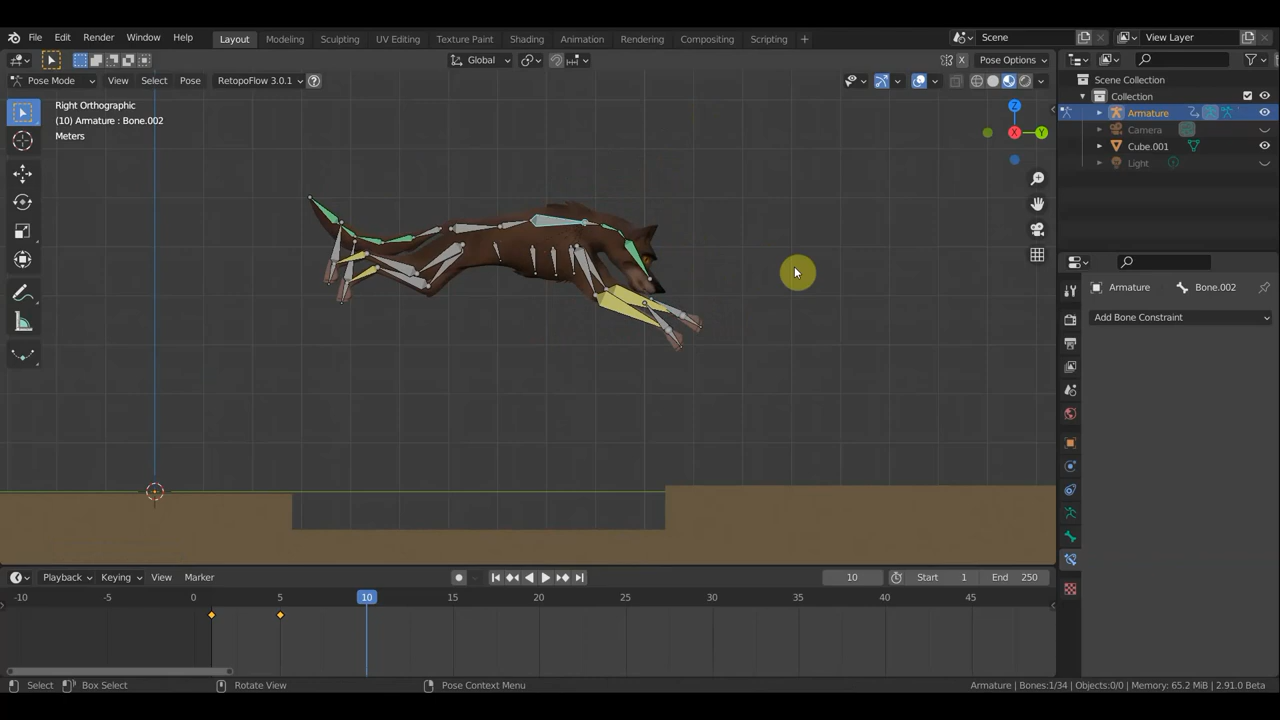 File Edit Render Window Help Layout Modeling Sculpting UV Editing Texture Paint Shading Animation Rendering Compositing Scripting + Scene View Layer
Global X Pose Options
Pose Mode View Select Pose RetopoFlow 3.0.1 ?
Right Orthographic
(10) Armature : Bone.002
Meters
Z
X
Y
Scene Collection
Collection
Armature
Camera
Cube.001
Light
Armature Bone.002
Add Bone Constraint
Playback Keying View Marker 10 Start 1 End 250
-10 -5 0 5 10 15 20 25 30 35 40 45
Select Box Select Rotate View Pose Context Menu Armature | Bones:1/34 | Objects:0/0 | Memory: 65.2 MiB | 2.91.0 Beta